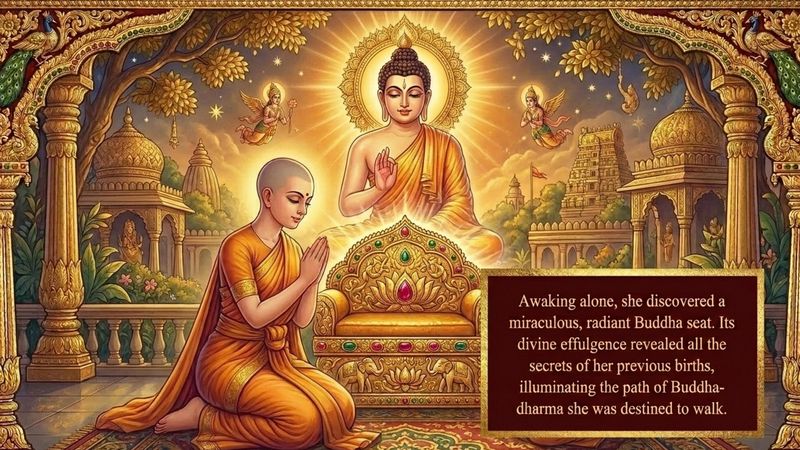 Awaking alone, she discovered a
miraculous, radiant Buddha seat. Its
divine effulgence revealed all the
secrets of her previous births,
illuminating the path of Buddha-
dharma she was destined to walk.